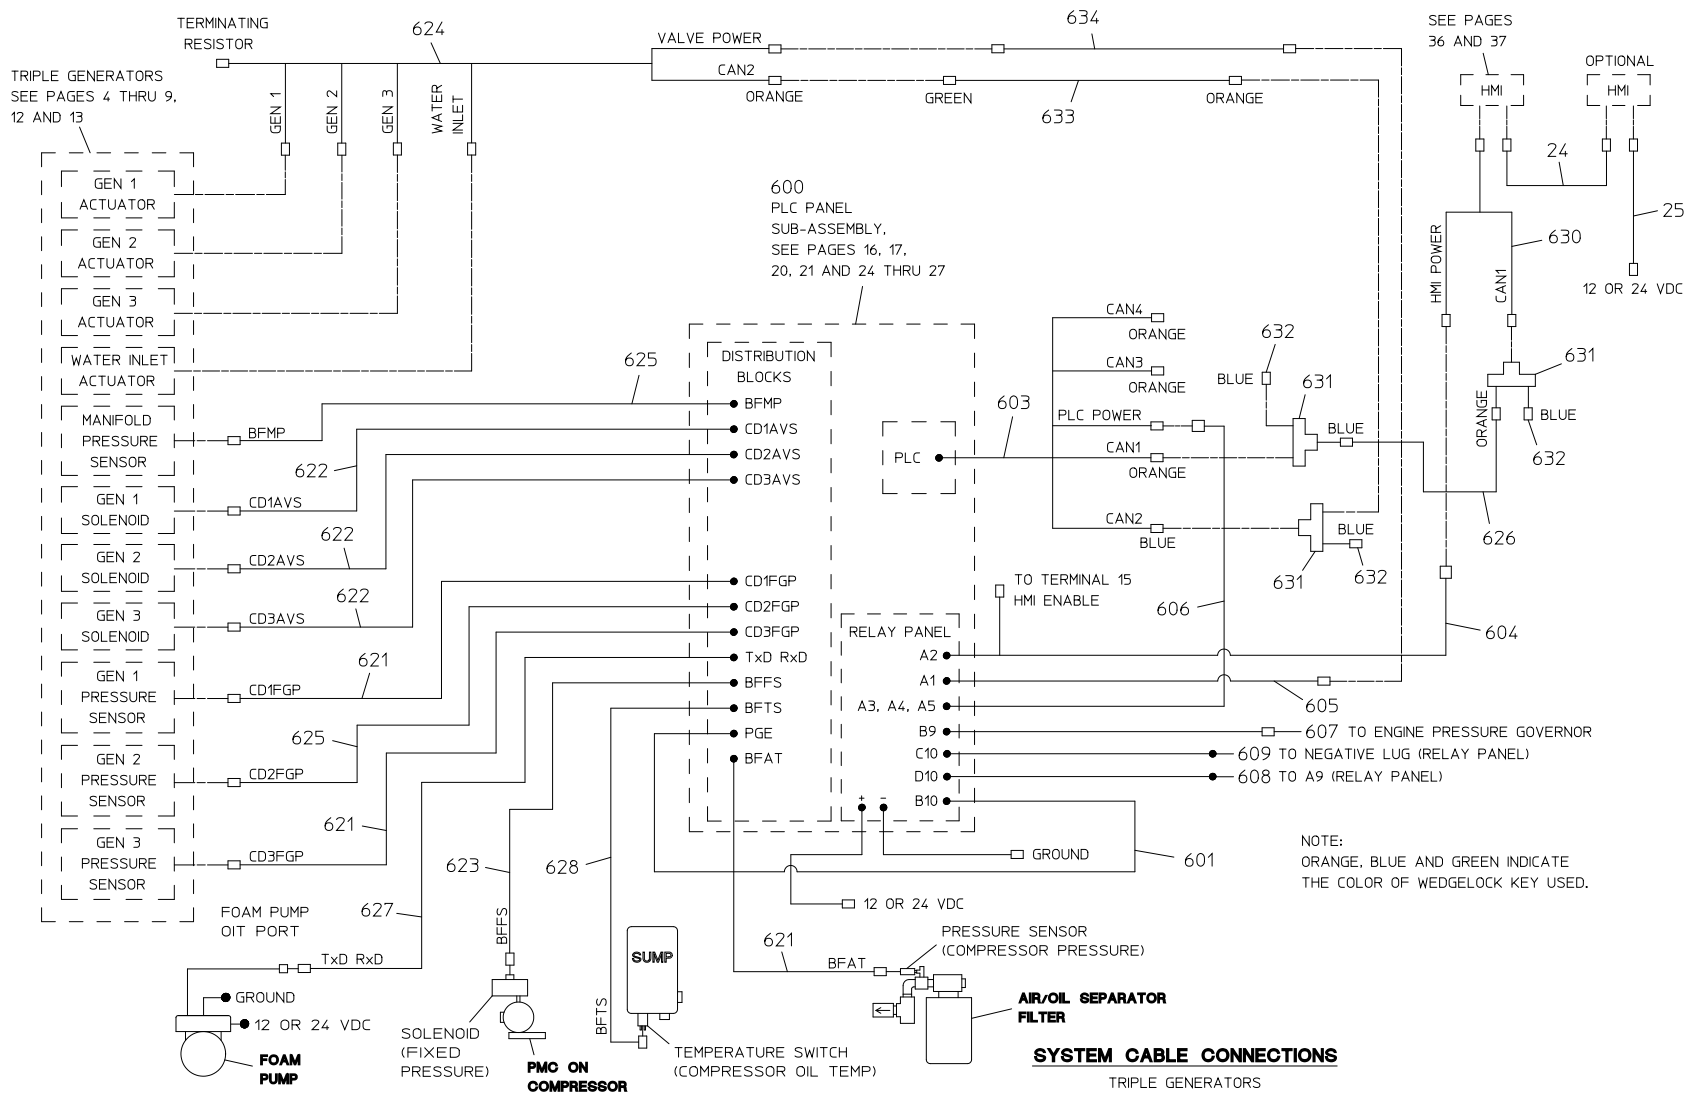 TERMINATING
RESISTOR
624
TRIPLE GENERATORS
SEE PAGES 4 THRU 9,
12 AND 13
GEN 1
GEN 2
GEN 3
WATER
INLET
VALVE POWER
634
CAN2
ORANGE
GREEN
633
ORANGE
SEE PAGES
36 AND 37
HMI
OPTIONAL
HMI
24
25
12 OR 24 VDC
HMI POWER
CAN1
630
631
ORANGE
BLUE
632
GEN 1
ACTUATOR
GEN 2
ACTUATOR
GEN 3
ACTUATOR
WATER INLET
ACTUATOR
MANIFOLD
PRESSURE
SENSOR
GEN 1
SOLENOID
GEN 2
SOLENOID
GEN 3
SOLENOID
GEN 1
PRESSURE
SENSOR
GEN 2
PRESSURE
SENSOR
GEN 3
PRESSURE
SENSOR
BFMP
625
CD1AVS
622
CD2AVS
622
CD3AVS
622
CD1FGP
621
CD2FGP
625
CD3FGP
621
600
PLC PANEL
SUB-ASSEMBLY,
SEE PAGES 16, 17,
20, 21 AND 24 THRU 27
DISTRIBUTION
BLOCKS
BFMP
CD1AVS
CD2AVS
CD3AVS
CD1FGP
CD2FGP
CD3FGP
TxD RxD
BFFS
BFTS
PGE
BFAT
PLC
603
CAN4
ORANGE
CAN3
ORANGE
PLC POWER
CAN1
ORANGE
CAN2
BLUE
632
BLUE
631
BLUE
626
BLUE
631
632
TO TERMINAL 15
HMI ENABLE
606
604
RELAY PANEL
A2
A1
A3, A4, A5
B9
C10
D10
B10
+
-
605
607 TO ENGINE PRESSURE GOVERNOR
609 TO NEGATIVE LUG (RELAY PANEL)
608 TO A9 (RELAY PANEL)
GROUND
601
12 OR 24 VDC
NOTE:
ORANGE, BLUE AND GREEN INDICATE
THE COLOR OF WEDGELOCK KEY USED.
FOAM PUMP
OIT PORT
627
TxD RxD
GROUND
12 OR 24 VDC
FOAM
PUMP
623
BFFS
SOLENOID
(FIXED
PRESSURE)
PMC ON
COMPRESSOR
628
BFTS
SUMP
TEMPERATURE SWITCH
(COMPRESSOR OIL TEMP)
621
BFAT
PRESSURE SENSOR
(COMPRESSOR PRESSURE)
AIR/OIL SEPARATOR
FILTER
SYSTEM CABLE CONNECTIONS
TRIPLE GENERATORS